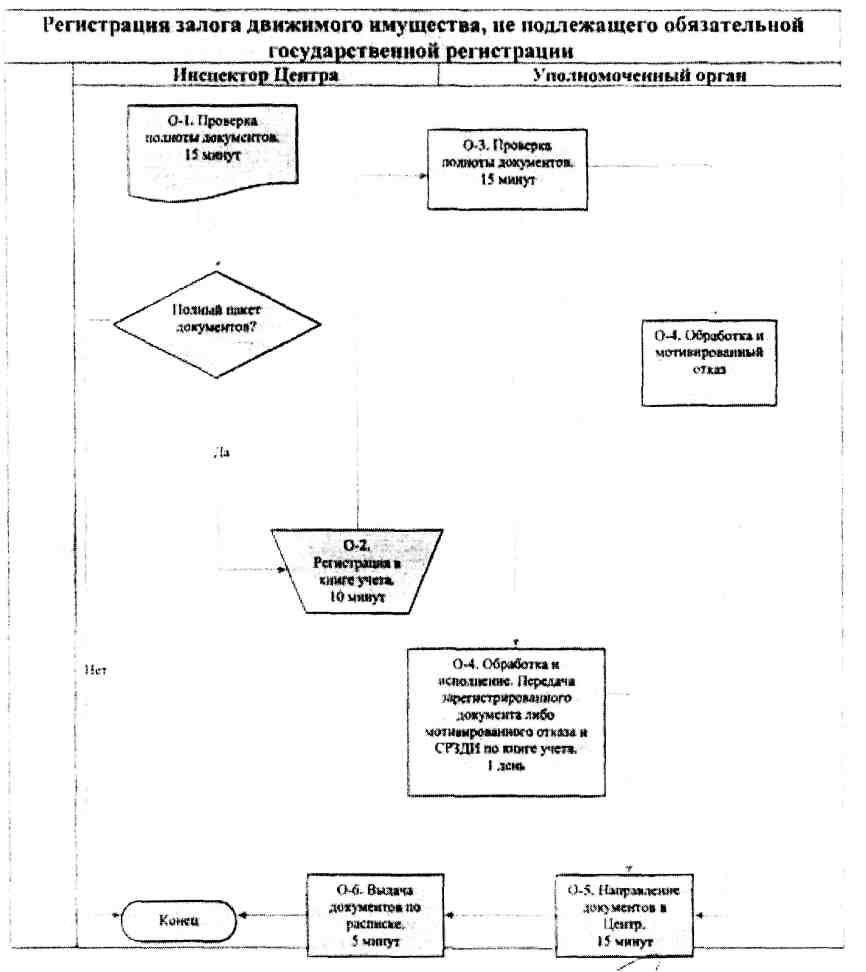 Регистрация залога движимого имущества, не подлежащего обязательной
государственной регистрации
Инспектор Центра
Уполномоченный орган
О-1. Проверка
полноты документов.
15 минут
О-3. Проверка
полноты документов.
15 минут
Полный пакет
документов?
О-4. Обработка и
мотивированный
отказ
Да
О-2.
Регистрация в
книге учета.
10 минут
Нет
О-4. Обработка и
исполнение. Передача
зарегистрированного
документа либо
мотивированного отказа и
СРЗДИ по книге учета.
1 день
О-6. Выдача
документов по
расписке.
5 минут
О-5. Направление
документов в
Центр.
15 минут
Конец